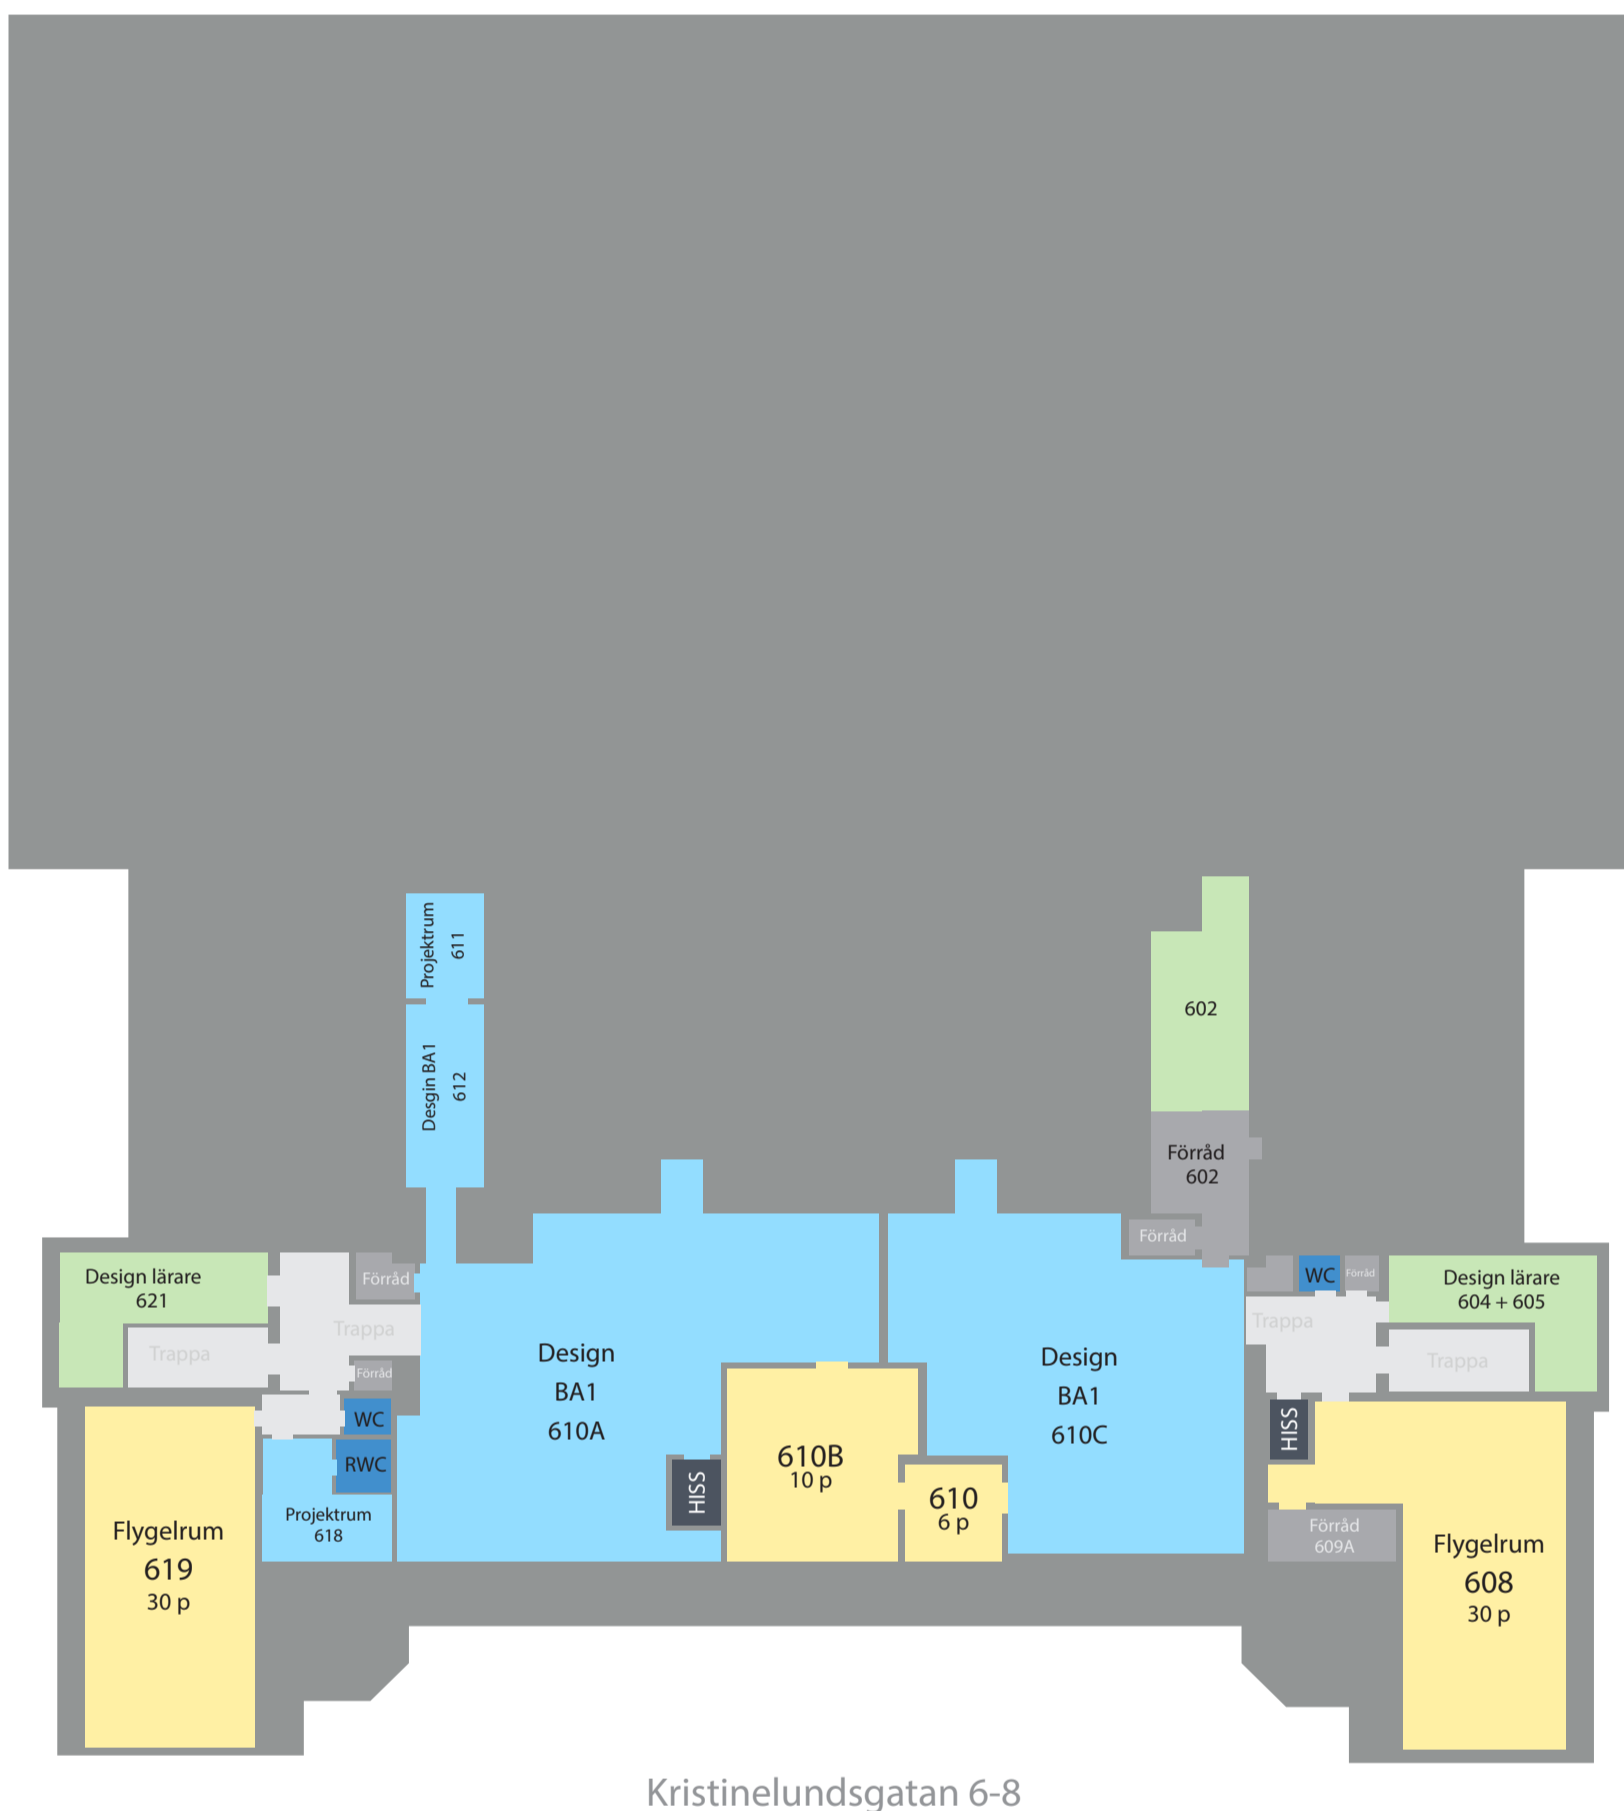 Projektrum
611
Desgin BA1
612
602
Förråd
602
Förråd
Design lärare
621
Trappa
Förråd
Trappa
Förråd
WC
RWC
Projektrum
618
Flygelrum
619
30 p
Design
BA1
610A
HISS
610B
10 p
610
6 p
Design
BA1
610C
WC
Förråd
Trappa
Design lärare
604 + 605
Trappa
HISS
Förråd
609A
Flygelrum
608
30 p
Kristinelundsgatan 6-8